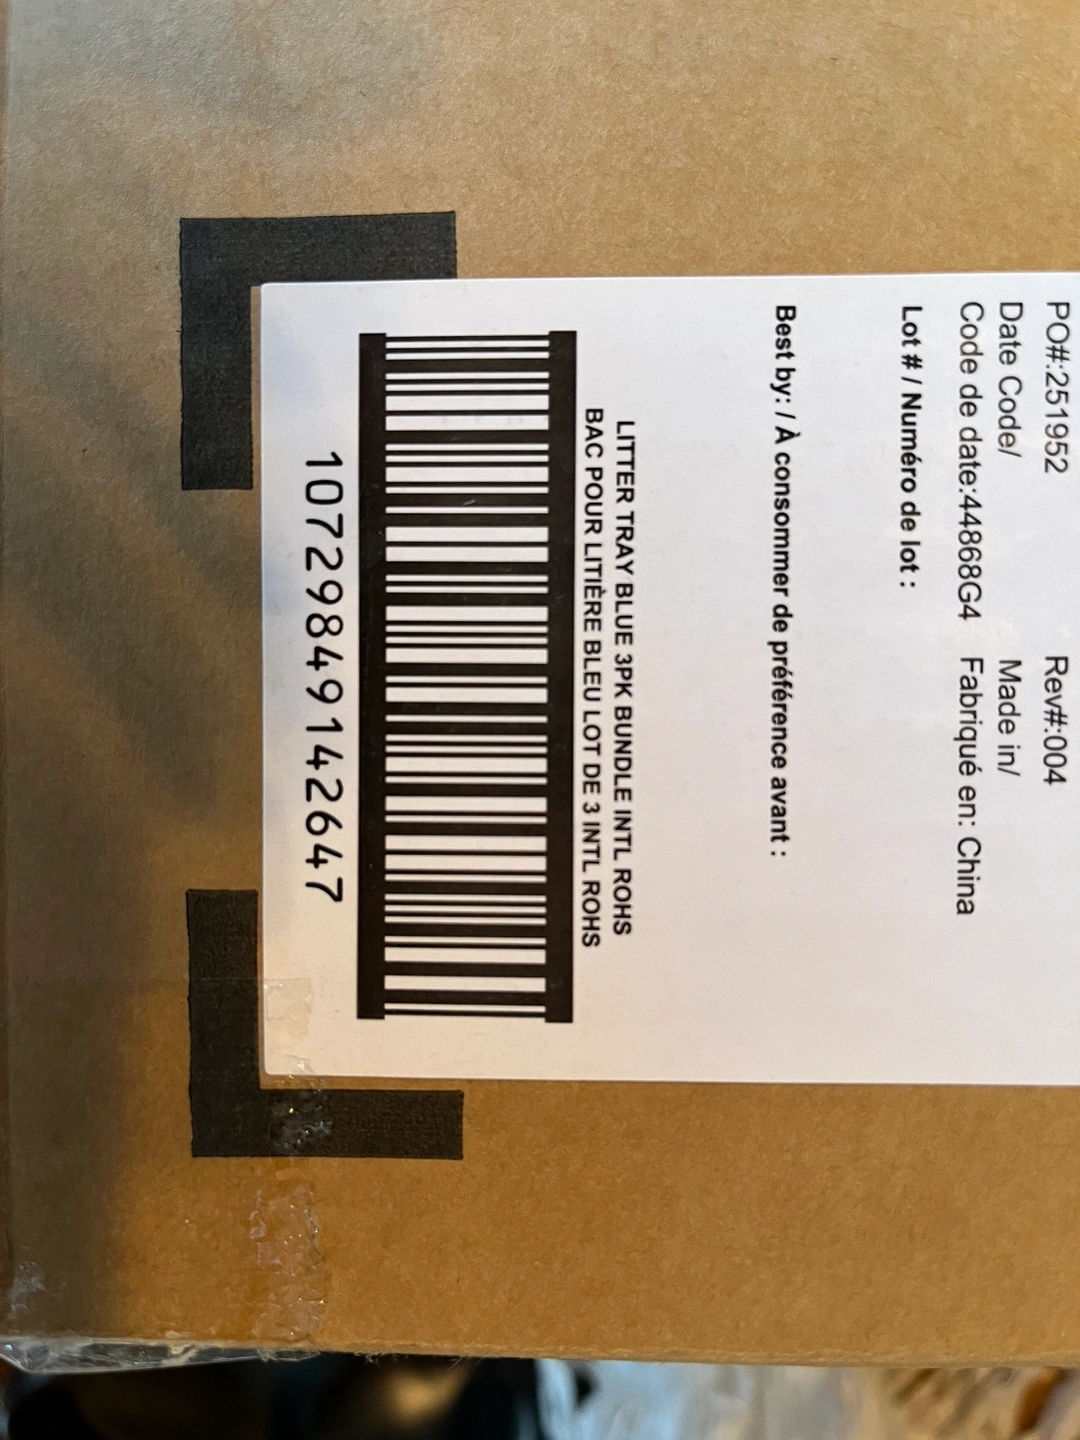 PO#:251952 Rev#:004
Date Code/ Made in/
Code de date:44868G4 Fabriqué en: China
Lot # / Numéro de lot :
Best by: / À consommer de préférence avant :
LITTER TRAY BLUE 3PK BUNDLE INTL ROHS
BAC POUR LITIÈRE BLEU LOT DE 3 INTL ROHS
10729849142647